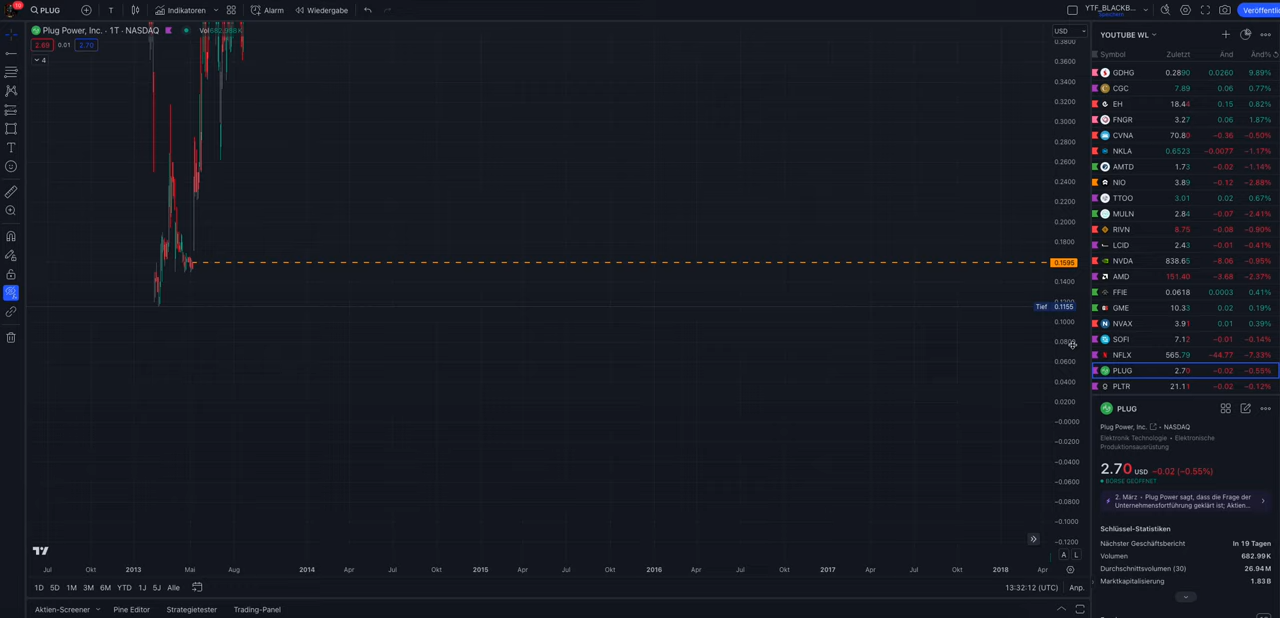 10
PLUG
T
Indikatoren
Alarm
Wiedergabe
YTF_BLACKB...
Veröffentlic
Plug Power, Inc. · 1T · NASDAQ
2.69 0.01 2.70
4
USD
0.3800
0.3600
0.3400
0.3200
0.3000
0.2800
0.2600
0.2400
0.2200
0.2000
0.1800
0.1595
0.1400
0.1200
Tief 0.1155
0.1000
0.0800
0.0600
0.0400
0.0200
−0.0000
−0.0200
−0.0400
−0.0600
−0.0800
−0.1000
−0.1200
A L
Jul Okt 2013 Mai Aug 2014 Apr Jul Okt 2015 Apr Jul Okt 2016 Apr Jul Okt 2017 Apr Jul Okt 2018 Apr
1D 5D 1M 3M 6M YTD 1J 5J Alle
13:32:12 (UTC) Anp.
Aktien-Screener Pine Editor Strategietester Trading-Panel
YOUTUBE WL
Symbol Zuletzt Änd Änd%
GDHG 0.2890 0.0260 9.89%
CGC 7.89 0.06 0.77%
EH 18.44 0.15 0.82%
FNGR 3.27 0.06 1.87%
CVNA 70.80 −0.36 −0.50%
NKLA 0.6523 −0.0077 −1.17%
AMTD 1.73 −0.02 −1.14%
NIO 3.89 −0.12 −2.88%
TTOO 3.01 0.02 0.67%
MULN 2.84 −0.07 −2.41%
RIVN 8.75 −0.08 −0.90%
LCID 2.43 −0.01 −0.41%
NVDA 838.65 −8.06 −0.95%
AMD 151.40 −3.68 −2.37%
FFIE 0.0618 0.0003 0.41%
GME 10.33 0.02 0.19%
NVAX 3.91 0.01 0.39%
SOFI 7.12 −0.01 −0.14%
NFLX 565.79 −44.77 −7.33%
PLUG 2.70 −0.02 −0.55%
PLTR 21.11 −0.02 −0.12%
PLUG
Plug Power, Inc. • NASDAQ
Elektronik Technologie • Elektronische
Produktionsausrüstung
2.70 USD −0.02 (−0.55%)
BÖRSE GEÖFFNET
2. März • Plug Power sagt, dass die Frage der
Unternehmensfortführung geklärt ist; Aktien...
Schlüssel-Statistiken
Nächster Geschäftsbericht In 19 Tagen
Volumen 682.99K
Durchschnittsvolumen (30) 26.94M
Marktkapitalisierung 1.83B